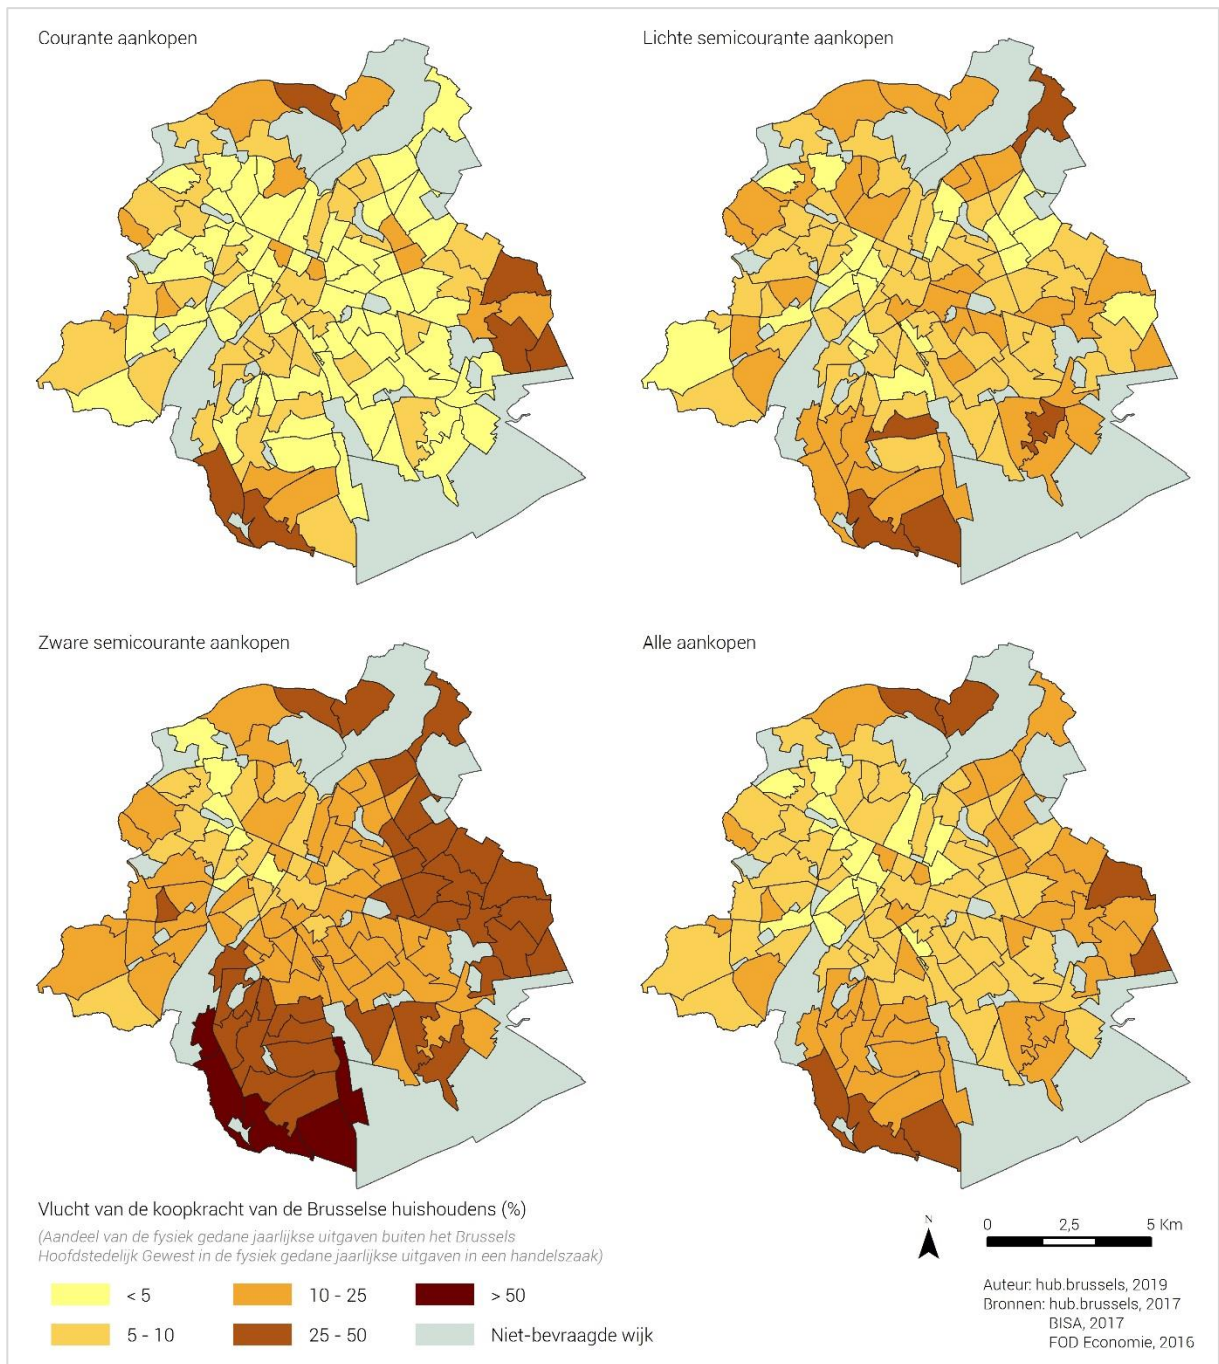 Courante aankopen
Lichte semicourante aankopen
Zware semicourante aankopen
Alle aankopen
Vlucht van de koopkracht van de Brusselse huishoudens (%)
(Aandeel van de fysiek gedane jaarlijkse uitgaven buiten het Brussels
Hoofdstedelijk Gewest in de fysiek gedane jaarlijkse uitgaven in een handelszaak)
< 5
10 - 25
> 50
5 - 10
25 - 50
Niet-bevraagde wijk
N
0 2,5 5 Km
Auteur: hub.brussels, 2019
Bronnen: hub.brussels, 2017
BISA, 2017
FOD Economie, 2016